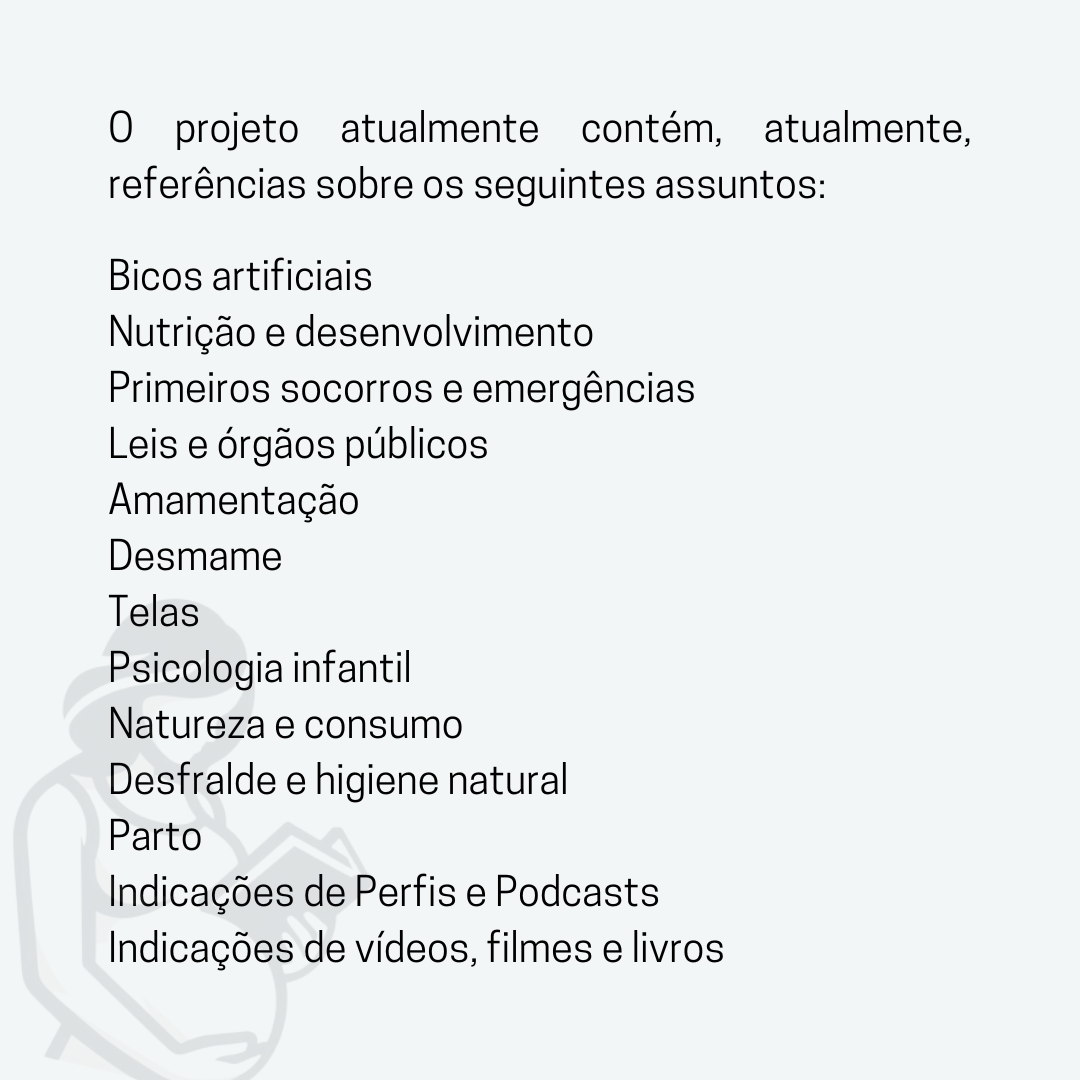 O projeto atualmente contém, atualmente,
referências sobre os seguintes assuntos:
Bicos artificiais
Nutrição e desenvolvimento
Primeiros socorros e emergências
Leis e órgãos públicos
Amamentação
Desmame
Telas
Psicologia infantil
Natureza e consumo
Desfralde e higiene natural
Parto
Indicações de Perfis e Podcasts
Indicações de vídeos, filmes e livros